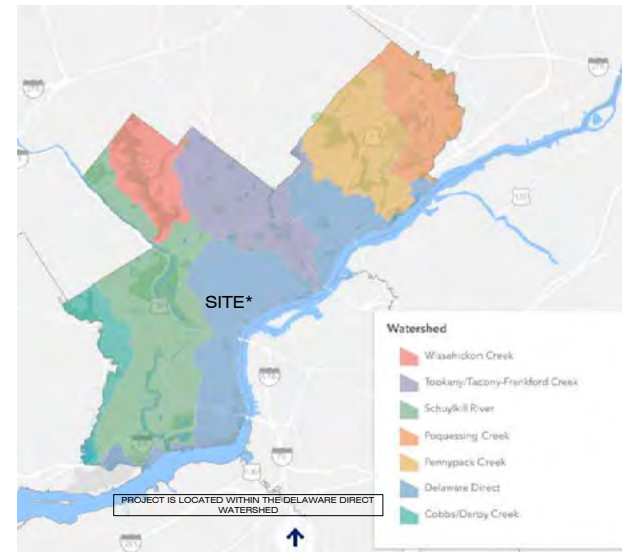 SITE*
Watershed
Wissahickon Creek
Tookany/Tacony-Frankford Creek
Schuylkill River
Poquessing Creek
Pennypack Creek
Delaware Direct
Cobbs/Darby Creek
PROJECT IS LOCATED WITHIN THE DELAWARE DIRECT
WATERSHED